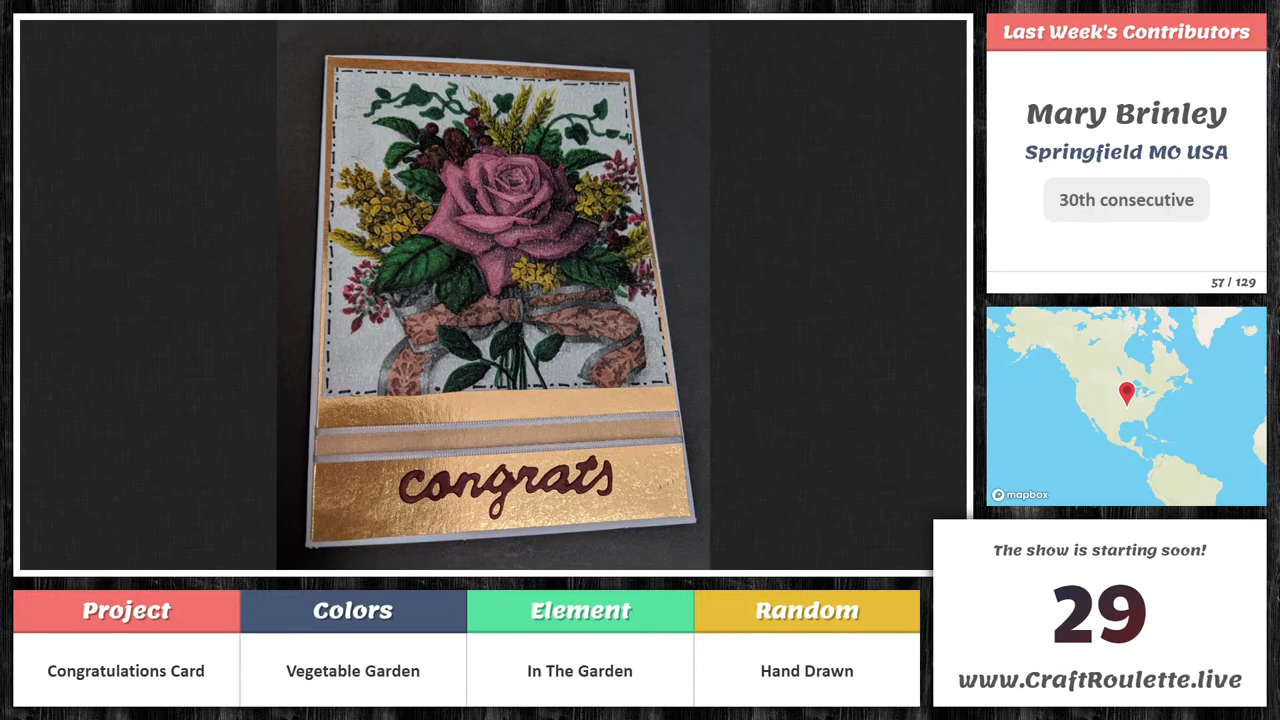 Last Week's Contributors
Mary Brinley
Springfield MO USA
30th consecutive
57 / 129
mapbox
congrats
The show is starting soon!
29
www.CraftRoulette.live
Project
Congratulations Card
Colors
Vegetable Garden
Element
In The Garden
Random
Hand Drawn